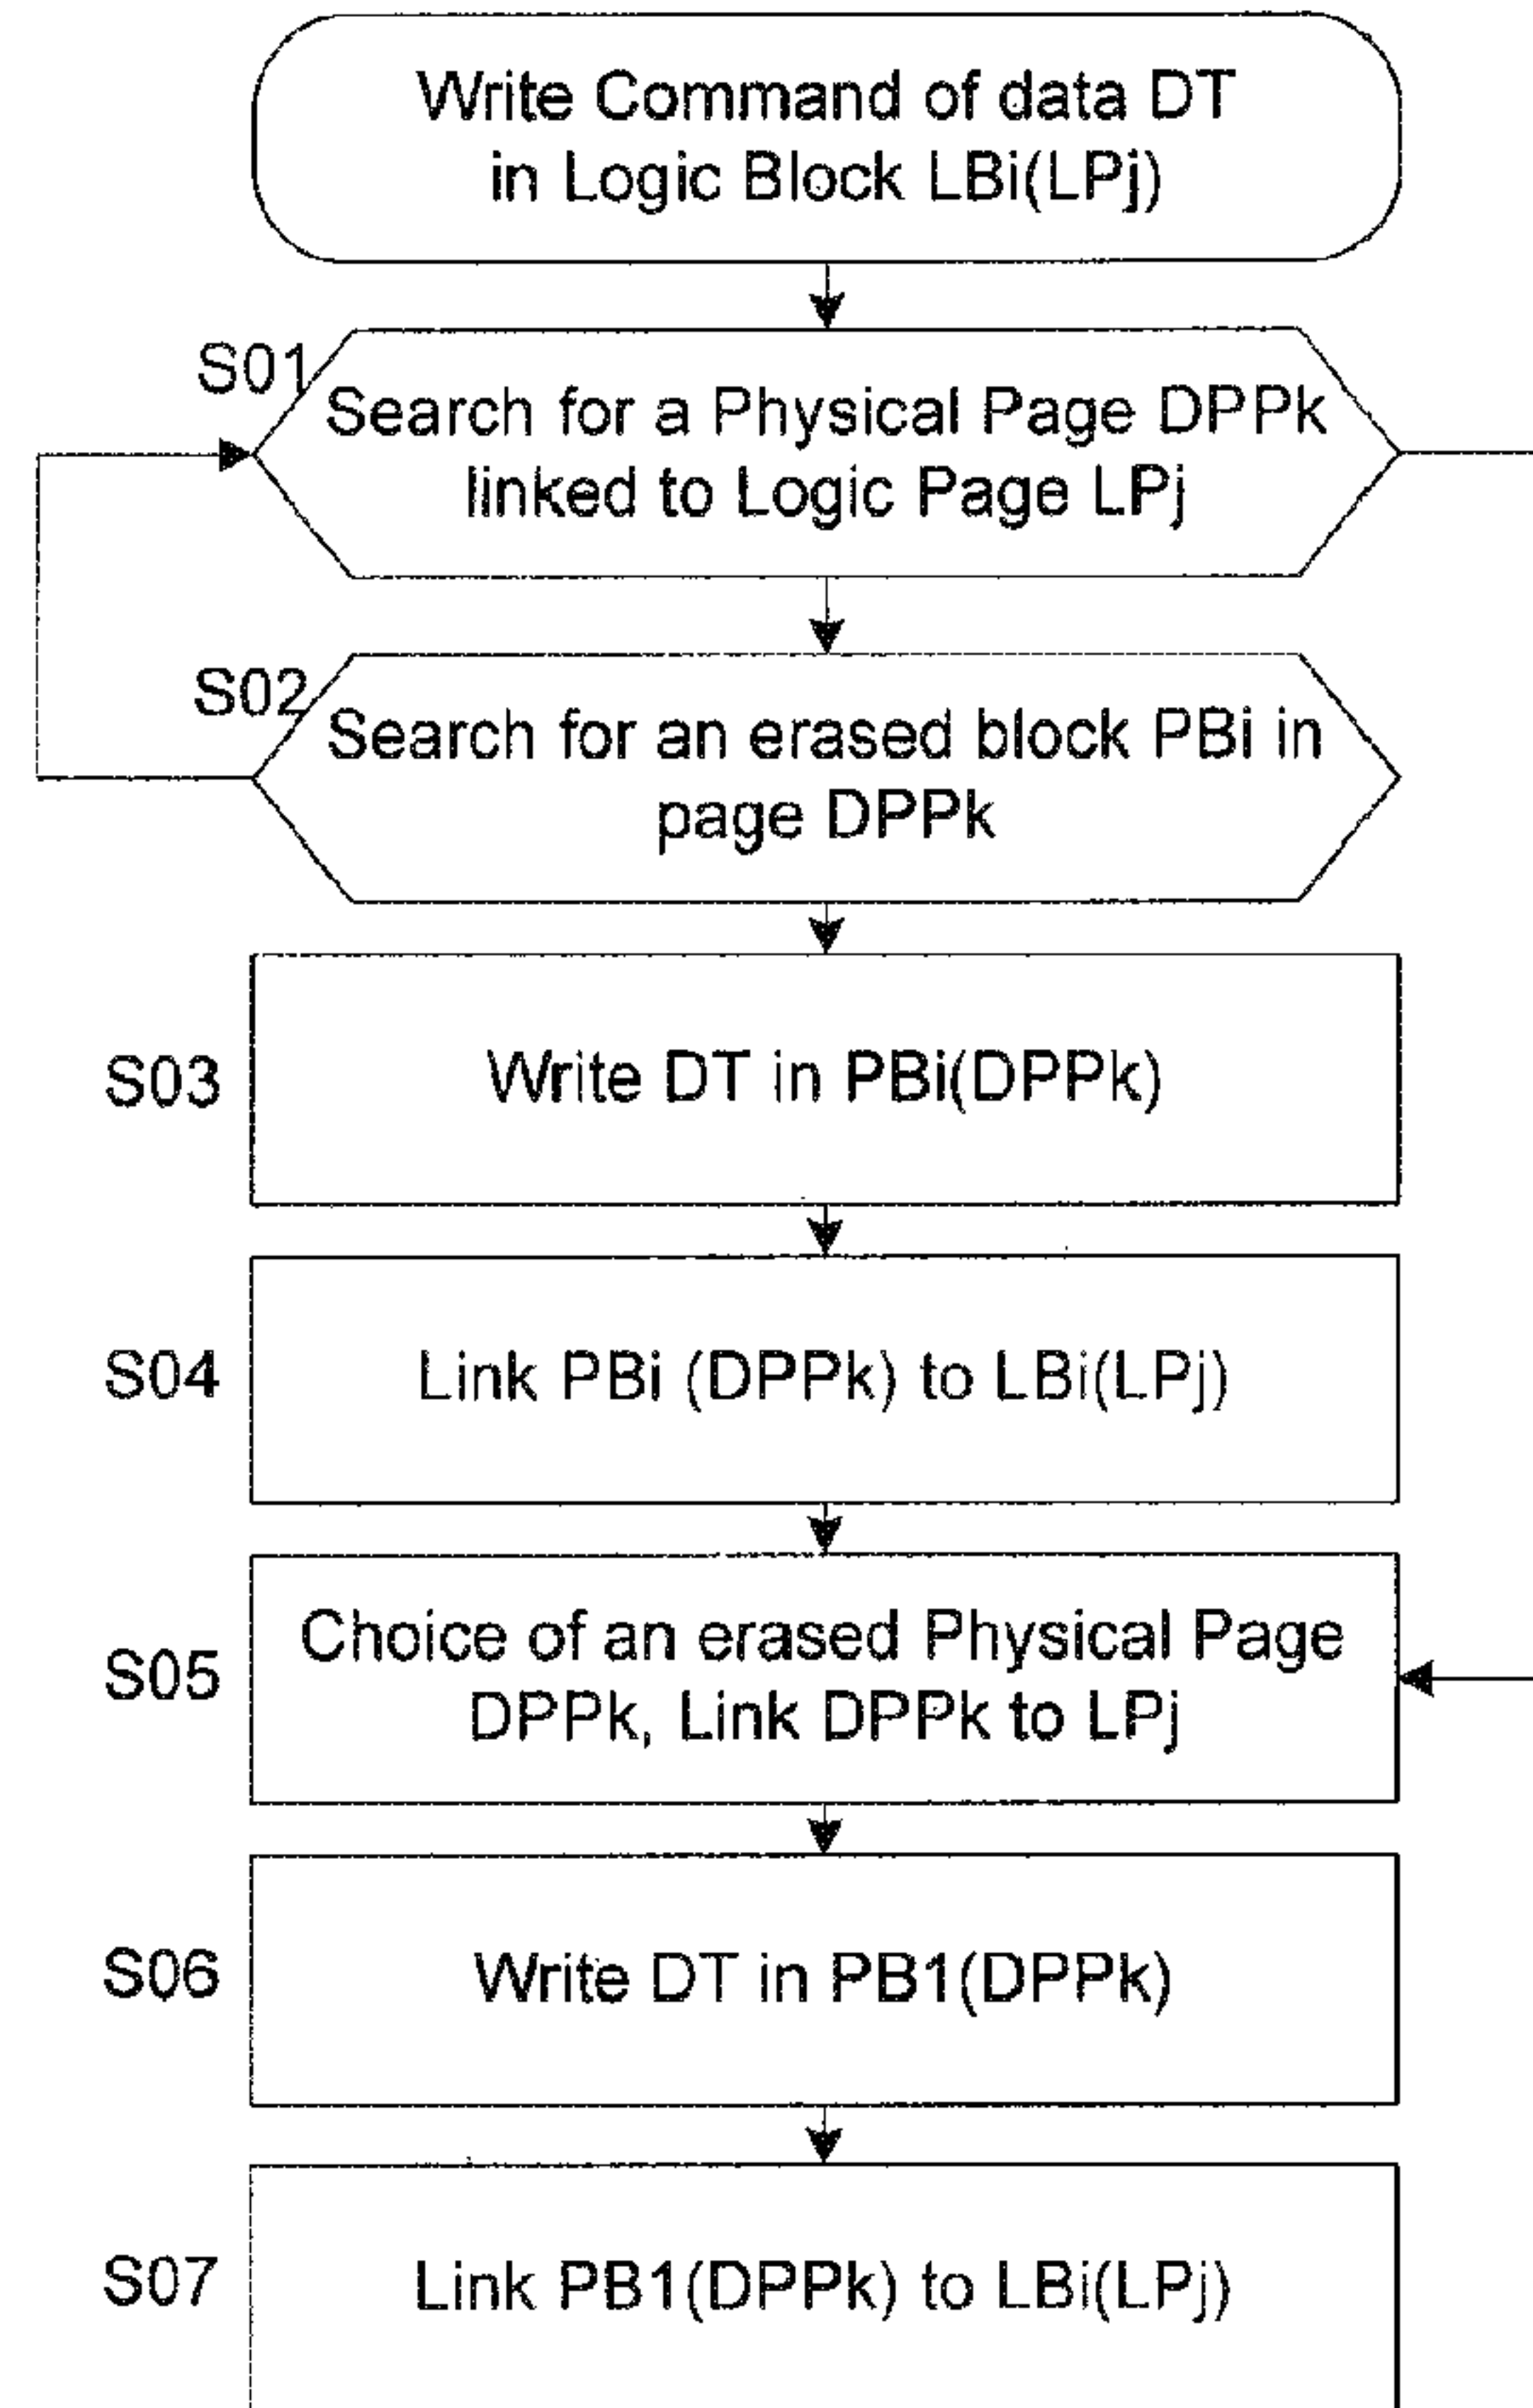 Write Command of data DT
in Logic Block LBi(LPj)
S01
Search for a Physical Page DPPk
linked to Logic Page LPj
S02
Search for an erased block PBi in
page DPPk
S03
Write DT in PBi(DPPk)
S04
Link PBi (DPPk) to LBi(LPj)
S05
Choice of an erased Physical Page
DPPk, Link DPPk to LPj
S06
Write DT in PB1(DPPk)
S07
Link PB1(DPPk) to LBi(LPj)